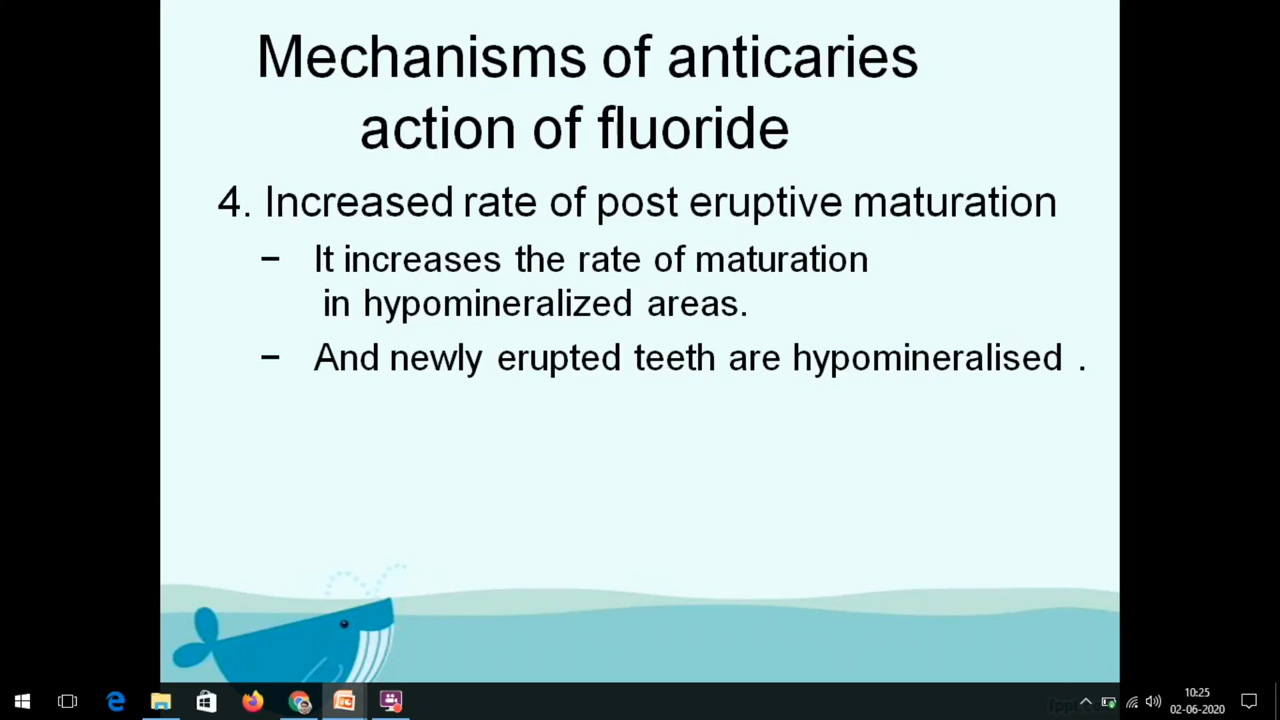 Mechanisms of anticaries
action of fluoride
4. Increased rate of post eruptive maturation
– It increases the rate of maturation
in hypomineralized areas.
– And newly erupted teeth are hypomineralised .
10:25
02-06-2020